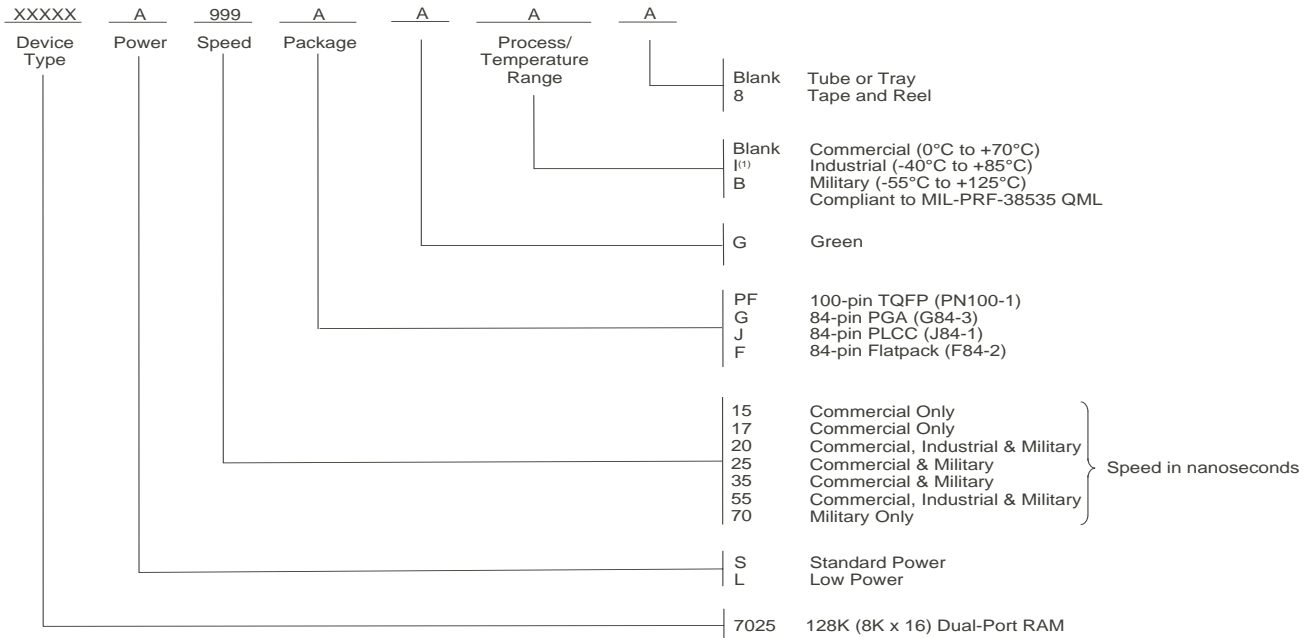 XXXXX A 999 A A A A
Device Type Power Speed Package Process/ Temperature Range
Blank Tube or Tray
8 Tape and Reel
Blank Commercial (0°C to +70°C)
I(1) Industrial (-40°C to +85°C)
B Military (-55°C to +125°C)
Compliant to MIL-PRF-38535 QML
G Green
PF 100-pin TQFP (PN100-1)
G 84-pin PGA (G84-3)
J 84-pin PLCC (J84-1)
F 84-pin Flatpack (F84-2)
15 Commercial Only
17 Commercial Only
20 Commercial, Industrial & Military
25 Commercial & Military
35 Commercial & Military
55 Commercial, Industrial & Military
70 Military Only
Speed in nanoseconds
S Standard Power
L Low Power
7025 128K (8K x 16) Dual-Port RAM